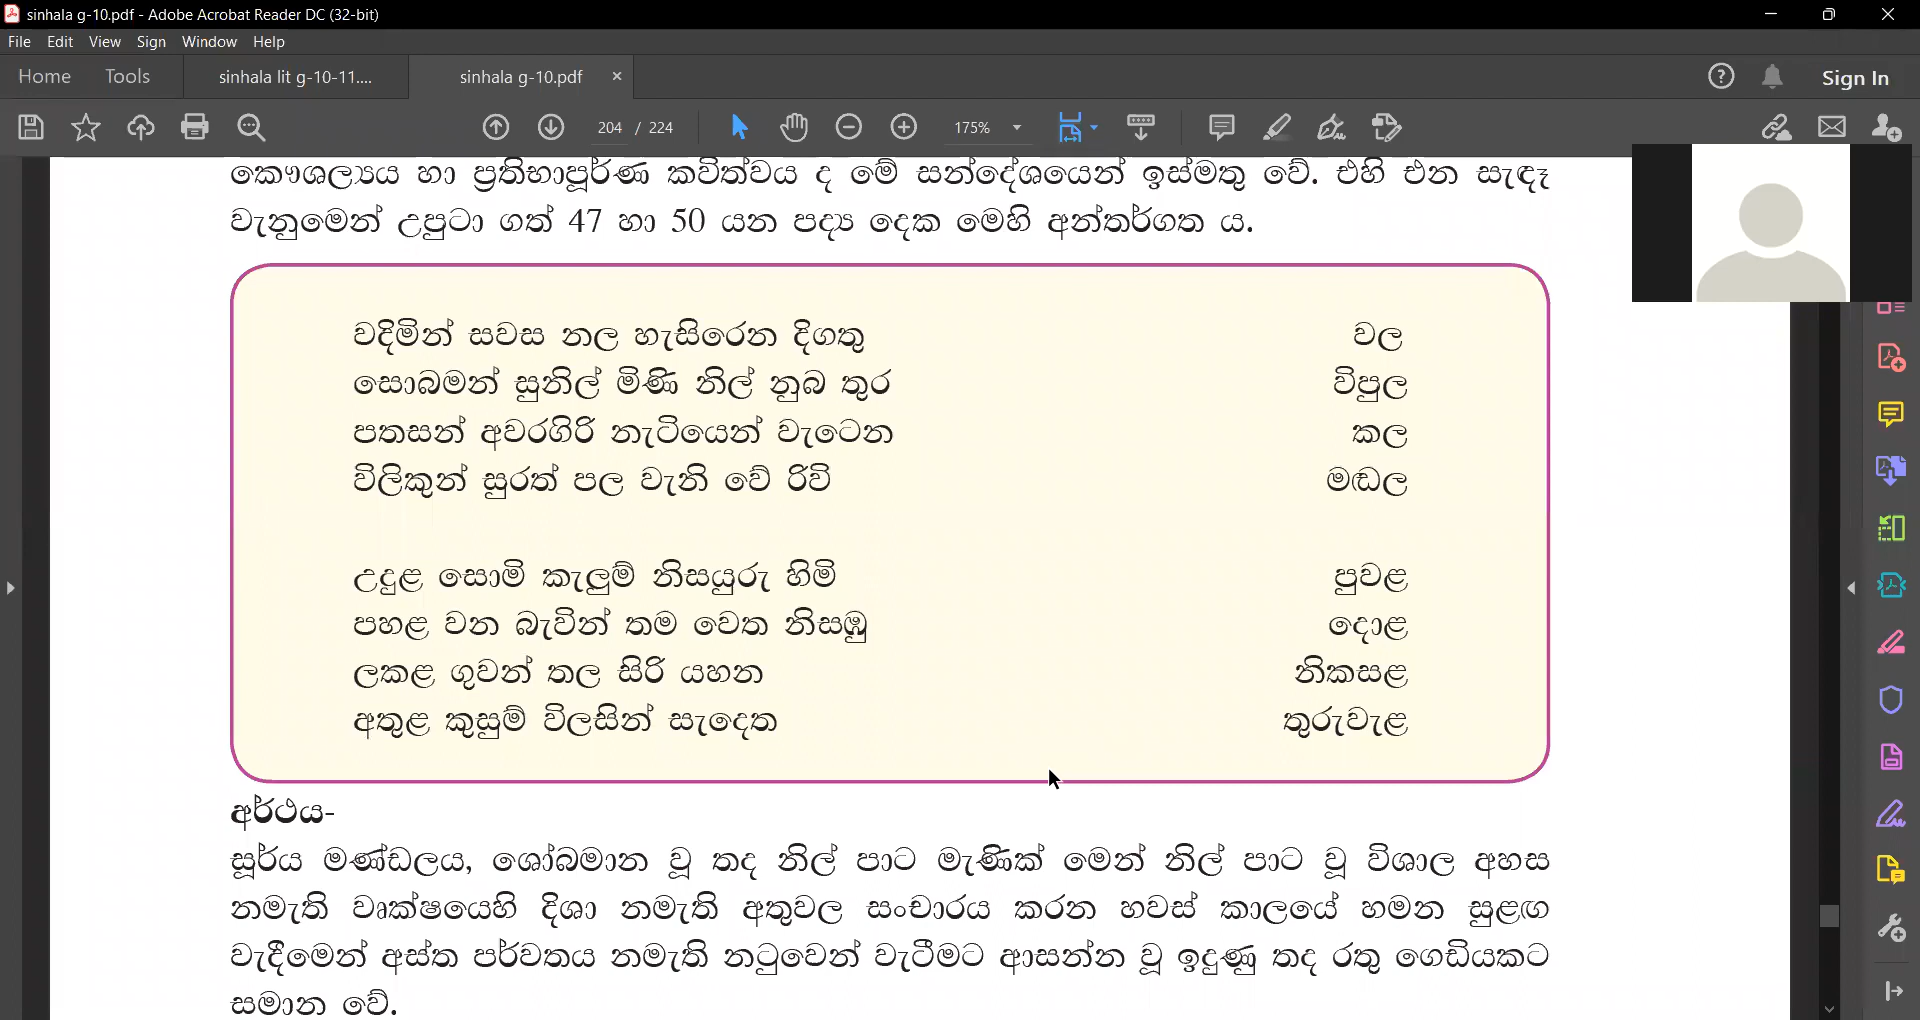 sinhala g-10.pdf - Adobe Acrobat Reader DC (32-bit)
File Edit View Sign Window Help
Home Tools sinhala lit g-10-11.... sinhala g-10.pdf × Sign In
204 / 224 175%
කෞශල්‍යය හා ප්‍රතිභාපූර්ණ කවිත්වය ද මේ සන්දේශයෙන් ඉස්මතු වේ. එහි එන සැඳෑ
වැනුමෙන් උපුටා ගත් 47 හා 50 යන පද්‍ය දෙක මෙහි අන්තර්ගත ය.
වදිමින් සවස නල හැසිරෙන දිගතු වල
සොබමන් සුනිල් මිණි නිල් නුබ තුර විපුල
පතසන් අවරගිරි නැටියෙන් වැටෙන කල
විලිකුන් සුරත් පල වැනි වේ රිවි මඬල
උදුළ සොමි කැලුම් නිසයුරු හිමි පුවළ
පහළ වන බැවින් තම වෙත නිසඹු දොළ
ලකළ ගුවන් තල සිරි යහන නිකසළ
අතුළ කුසුම් විලසින් සැදෙත තුරුවැළ
අර්ථය-
සූර්ය මණ්ඩලය, ශෝබමාන වූ තද නිල් පාට මැණික් මෙන් නිල් පාට වූ විශාල අහස
නමැති වෘක්ෂයෙහි දිශා නමැති අතුවල සංචාරය කරන හවස් කාලයේ හමන සුළඟ
වැදීමෙන් අස්ත පර්වතය නමැති නටුවෙන් වැටීමට ආසන්න වූ ඉදුණු තද රතු ගෙඩියකට
සමාන වේ.